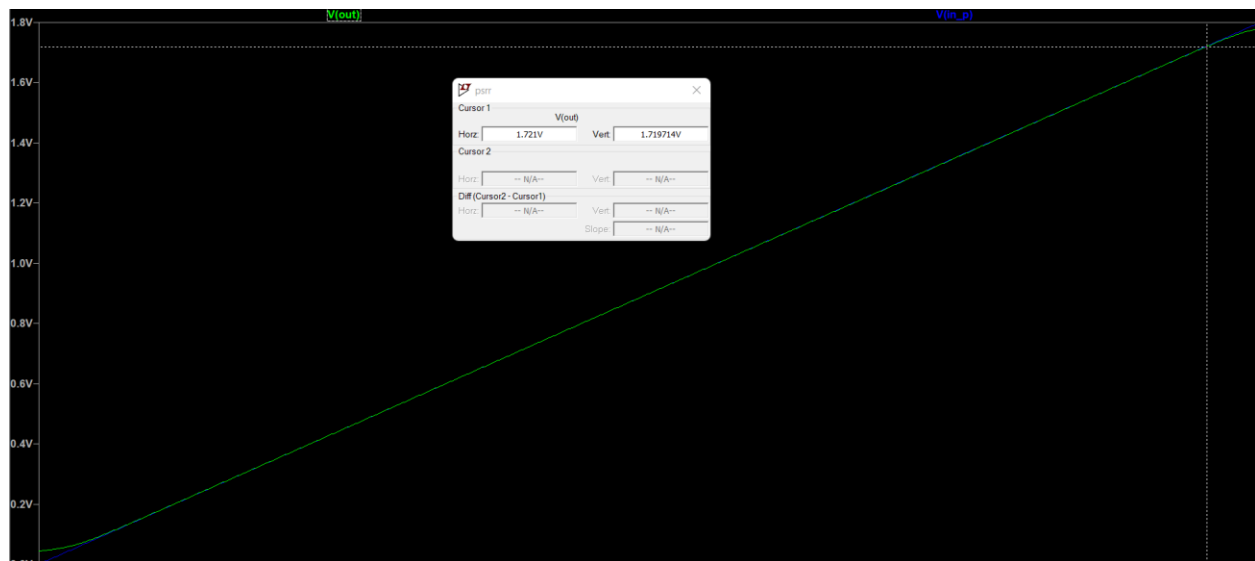 V(out) V(in_p)
1.8V
1.6V
1.4V
1.2V
1.0V
0.8V
0.6V
0.4V
0.2V
psrr
Cursor 1
V(out)
Horz: 1.721V Vert: 1.719714V
Cursor 2
Horz: -- N/A-- Vert: -- N/A--
Diff (Cursor2 - Cursor1)
Horz: -- N/A-- Vert: -- N/A--
Slope: -- N/A--